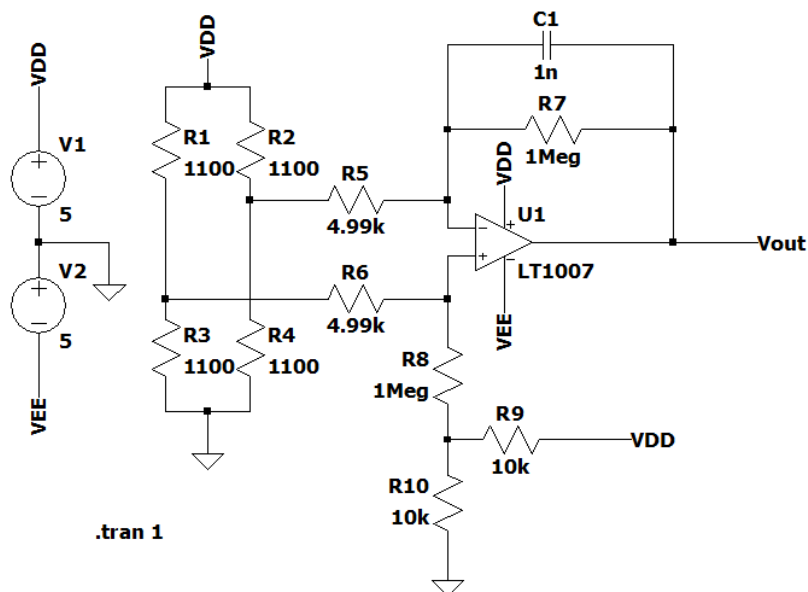 C1
1n
VDD
VDD
R7
1Meg
V1
5
R1
1100
R2
1100
R5
4.99k
VDD
U1
LT1007
Vout
V2
5
R6
4.99k
VEE
R3
1100
R4
1100
VEE
R8
1Meg
R9
10k
VDD
R10
10k
.tran 1